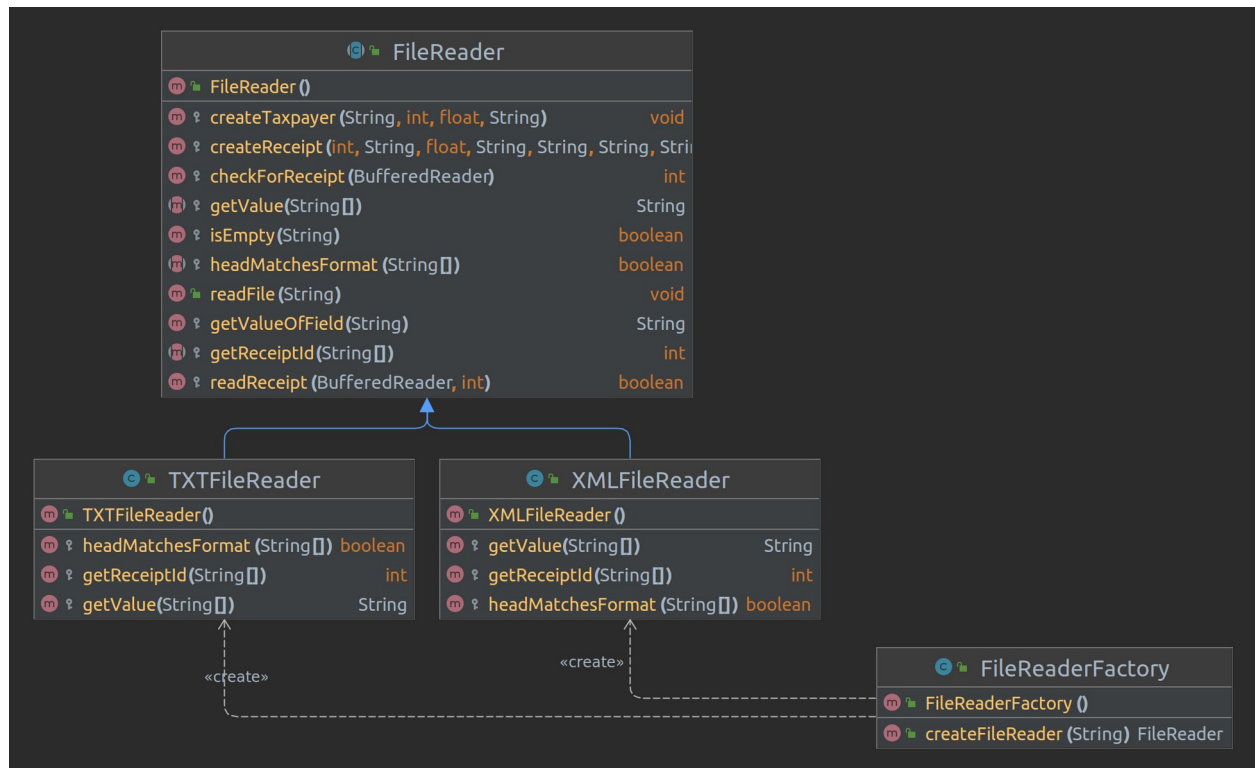 FileReader
FileReader()
createTaxpayer(String, int, float, String) void
createReceipt(int, String, float, String, String, String, Stri
checkForReceipt(BufferedReader) int
getValue(String[]) String
isEmpty(String) boolean
headMatchesFormat(String[]) boolean
readFile(String) void
getValueOfField(String) String
getReceiptId(String[]) int
readReceipt(BufferedReader, int) boolean
TXTFileReader
TXTFileReader()
headMatchesFormat(String[]) boolean
getReceiptId(String[]) int
getValue(String[]) String
XMLFileReader
XMLFileReader()
getValue(String[]) String
getReceiptId(String[]) int
headMatchesFormat(String[]) boolean
«create»
«create»
FileReaderFactory
FileReaderFactory()
createFileReader(String) FileReader